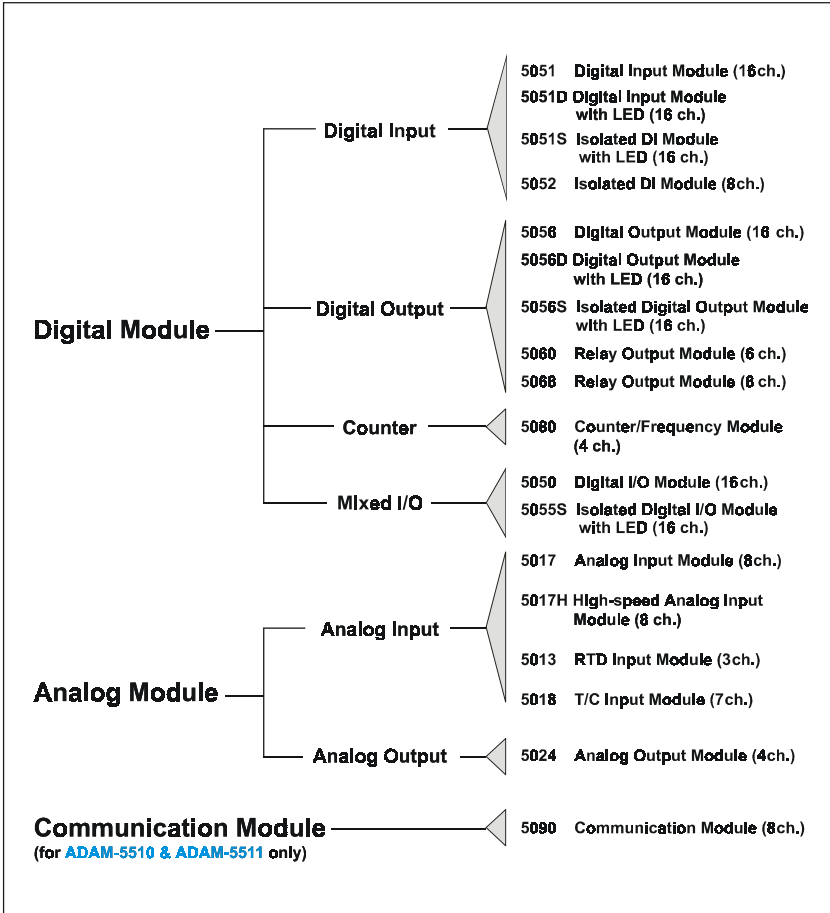 5051 Digital Input Module (16ch.)
5051D Digital Input Module
with LED (16 ch.)
5051S Isolated DI Module
with LED (16 ch.)
5052 Isolated DI Module (8ch.)
Digital Input
5056 Digital Output Module (16 ch.)
5056D Digital Output Module
with LED (16 ch.)
5056S Isolated Digital Output Module
with LED (16 ch.)
5060 Relay Output Module (6 ch.)
5068 Relay Output Module (8 ch.)
Digital Output
Digital Module
5080 Counter/Frequency Module
(4 ch.)
Counter
5050 Digital I/O Module (16ch.)
5055S Isolated Digital I/O Module
with LED (16 ch.)
Mixed I/O
5017 Analog Input Module (8ch.)
5017H High-speed Analog Input
Module (8 ch.)
5013 RTD Input Module (3ch.)
5018 T/C Input Module (7ch.)
Analog Input
Analog Module
5024 Analog Output Module (4ch.)
Analog Output
Communication Module
(for ADAM-5510 & ADAM-5511 only)
5090 Communication Module (8ch.)